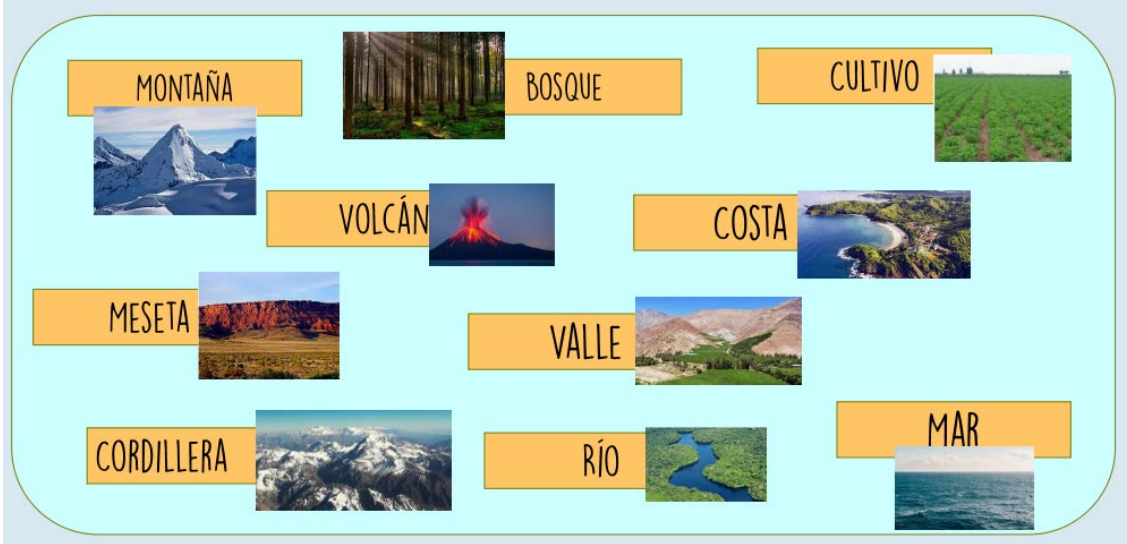 MONTAÑA
BOSQUE
CULTIVO
VOLCÁN
COSTA
MESETA
VALLE
CORDILLERA
RÍO
MAR